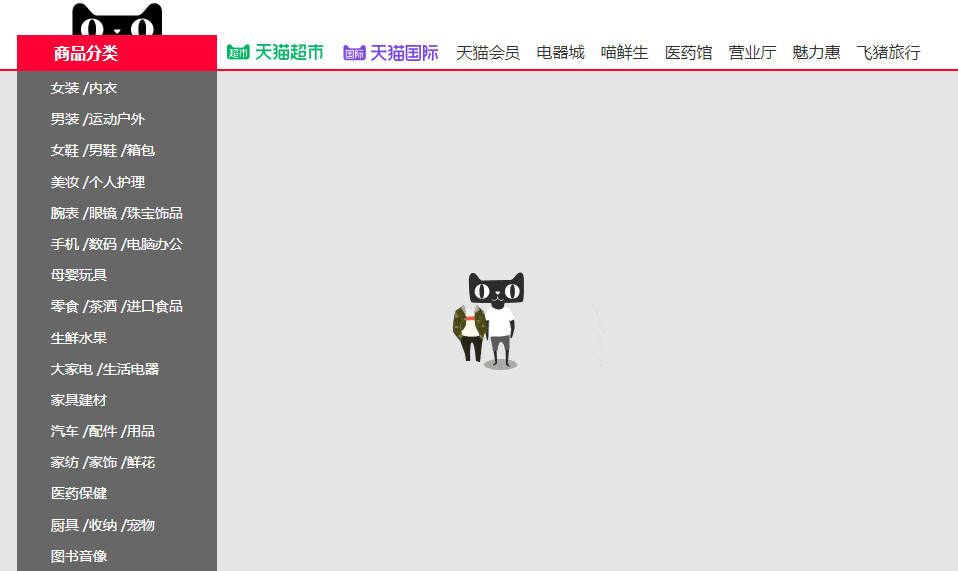 商品分类 超市 天猫超市 国际 天猫国际 天猫会员 电器城 喵鲜生 医药馆 营业厅 魅力惠 飞猪旅行
女装 /内衣
男装 /运动户外
女鞋 /男鞋 /箱包
美妆 /个人护理
腕表 /眼镜 /珠宝饰品
手机 /数码 /电脑办公
母婴玩具
零食 /茶酒 /进口食品
生鲜水果
大家电 /生活电器
家具建材
汽车 /配件 /用品
家纺 /家饰 /鲜花
医药保健
厨具 /收纳 /宠物
图书音像